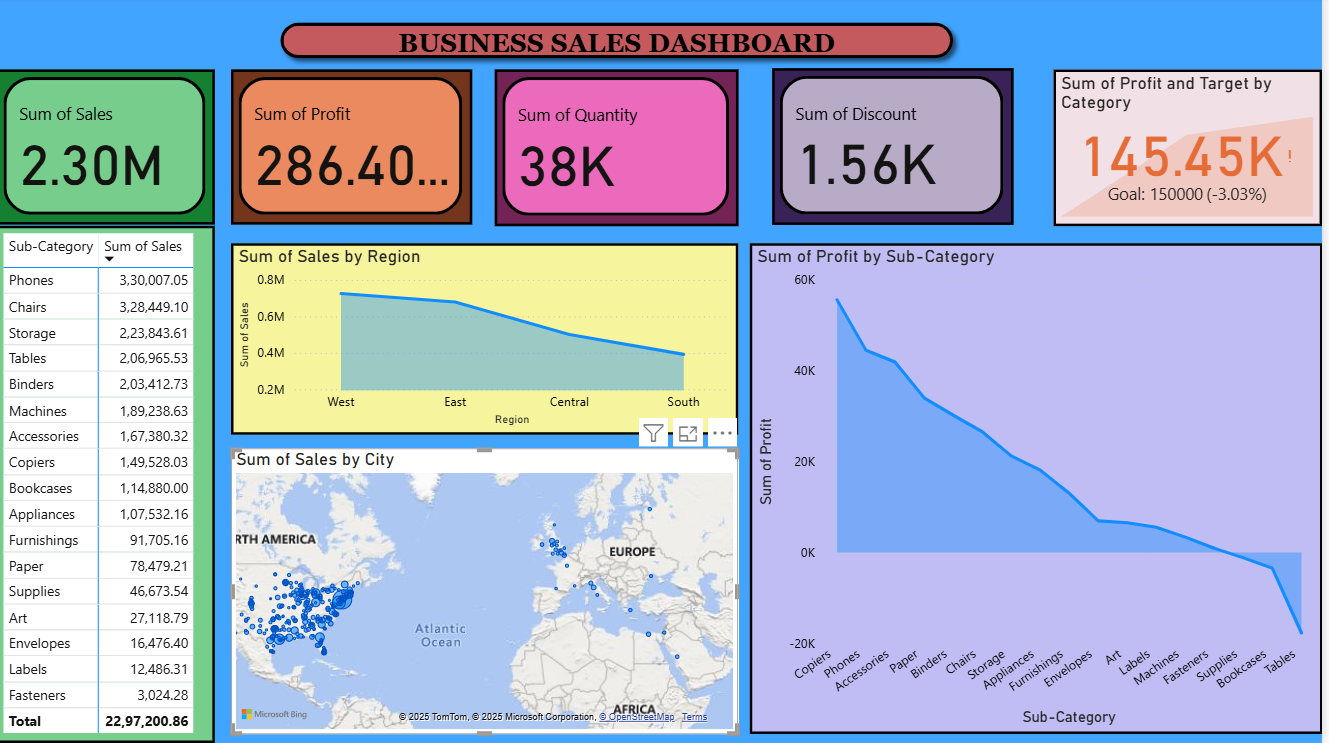 BUSINESS SALES DASHBOARD
Sum of Sales
2.30M
Sum of Profit
286.40...
Sum of Quantity
38K
Sum of Discount
1.56K
Sum of Profit and Target by
Category
145.45K!
Goal: 150000 (-3.03%)
Sub-Category Sum of Sales
Phones 3,30,007.05
Chairs 3,28,449.10
Storage 2,23,843.61
Tables 2,06,965.53
Binders 2,03,412.73
Machines 1,89,238.63
Accessories 1,67,380.32
Copiers 1,49,528.03
Bookcases 1,14,880.00
Appliances 1,07,532.16
Furnishings 91,705.16
Paper 78,479.21
Supplies 46,673.54
Art 27,118.79
Envelopes 16,476.40
Labels 12,486.31
Fasteners 3,024.28
Total 22,97,200.86
Sum of Sales by Region
Sum of Sales
0.8M
0.6M
0.4M
0.2M
West East Central South
Region
Sum of Sales by City
RTH AMERICA
EUROPE
Atlantic
Ocean
AFRICA
Microsoft Bing
© 2025 TomTom, © 2025 Microsoft Corporation, © OpenStreetMap Terms
Sum of Profit by Sub-Category
Sum of Profit
60K
40K
20K
0K
-20K
Copiers Phones Accessories Paper Binders Chairs Storage Appliances Furnishings Envelopes Art Labels Machines Fasteners Supplies Bookcases Tables
Sub-Category